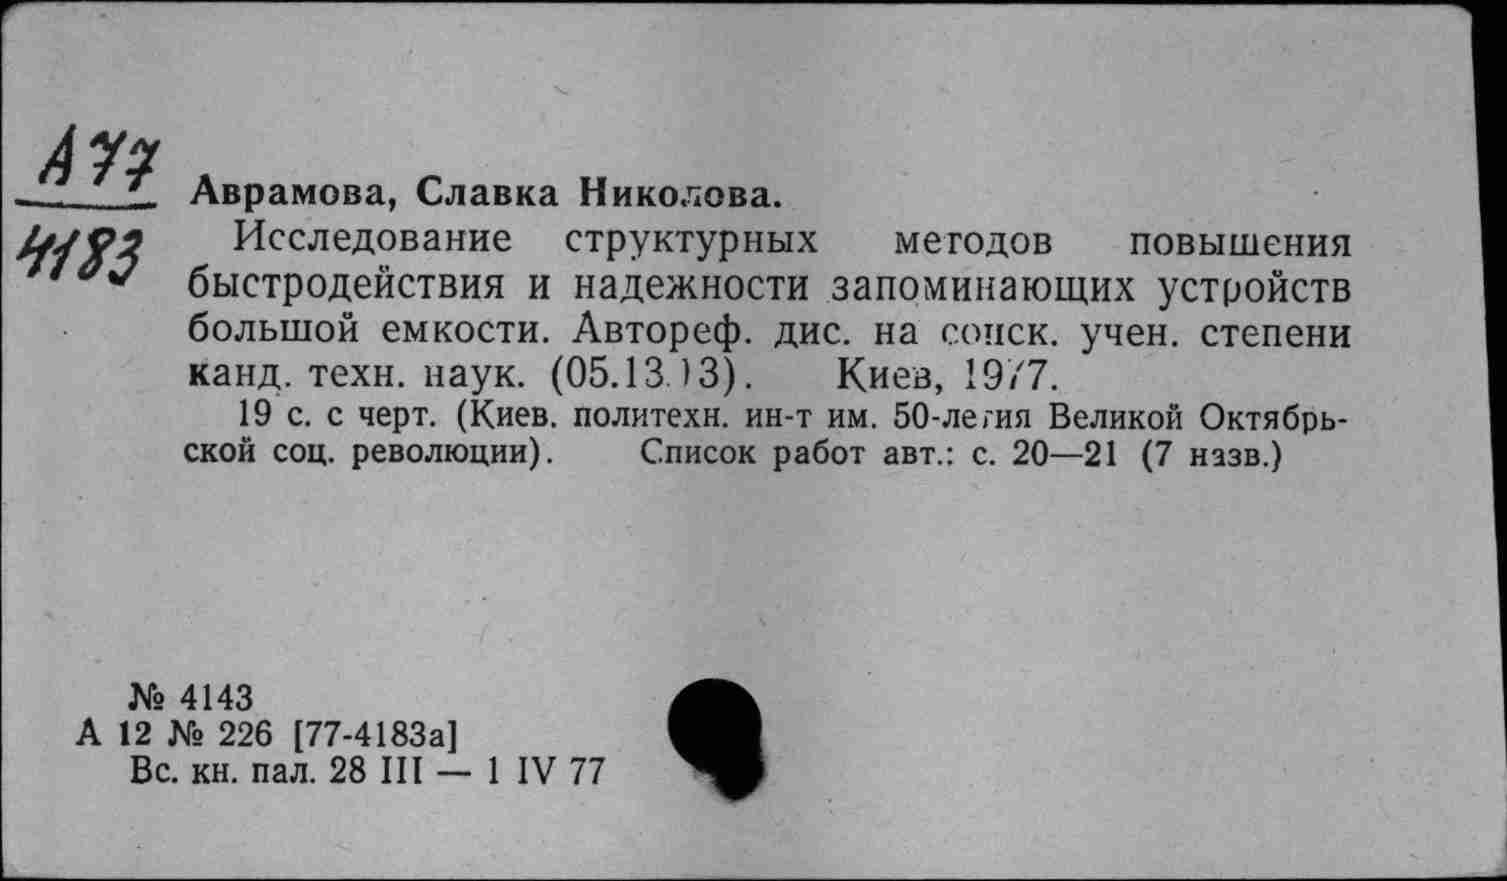 А77
4183
Аврамова, Славка Николова.
Исследование структурных методов повышения
быстродействия и надежности запоминающих устройств
большой емкости. Автореф. дис. на соиск. учен. степени
канд. техн. наук. (05.13.13). Киев, 1977.
19 с. с черт. (Киев. политехн. ин-т им. 50-летия Великой Октябрь-
ской соц. революции). Список работ авт.: с. 20—21 (7 назв.)
№ 4143
А 12 № 226 [77-4183а]
Вс. кн. пал. 28 III — 1 IV 77